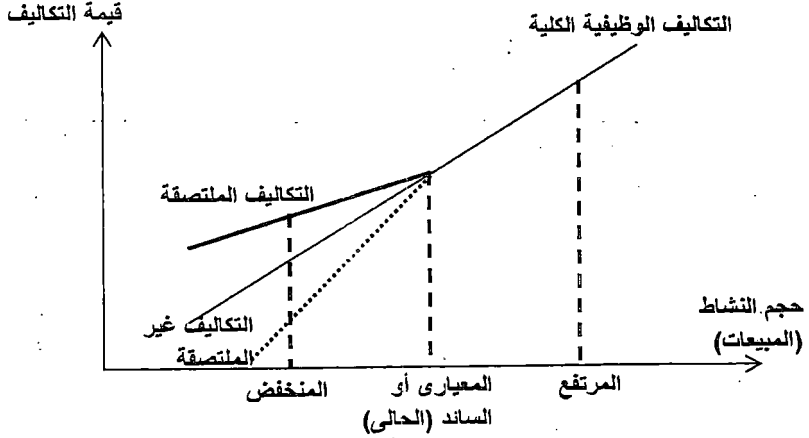 قيمة التكاليف
التكاليف الوظيفية الكلية
التكاليف الملتصقة
حجم النشاط
(المبيعات)
التكاليف غير
الملتصقة
المنخفض
المعيارى أو
السائد (الحالى)
المرتفع